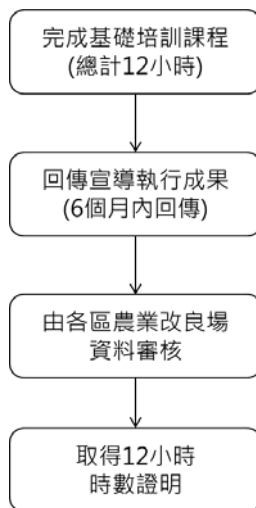 完成基礎培訓課程
(總計12小時)
回傳宣導執行成果
(6個月內回傳)
由各區農業改良場
資料審核
取得12小時
時數證明